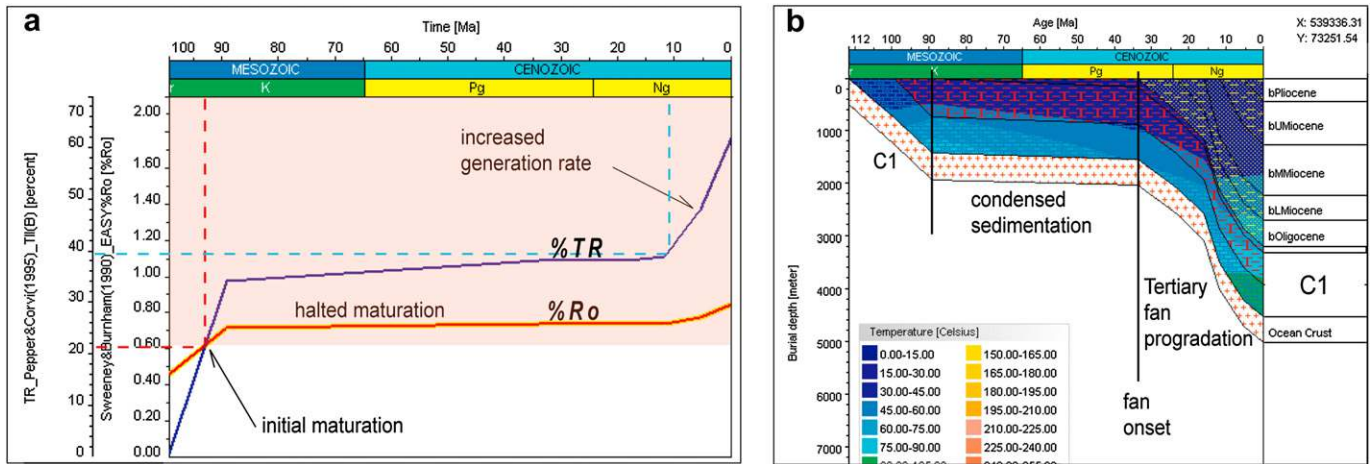 a
Time [Ma]
100 90 80 70 60 50 40 30 20 10 0
MESOZOIC CENOZOIC
r K Pg Ng
TR_Pepper&Corvi(1995)_TII(B) [percent]
70
60
50
40
30
20
10
0
Sweeney&Burnham(1990)_EASY%Ro [%Ro]
2.00
1.80
1.60
1.40
1.20
1.00
0.80
0.60
0.40
0.20
0.00
increased
generation rate
%TR
halted maturation
%Ro
initial maturation
b
Age [Ma]
X: 539336.31
Y: 73251.54
112 100 90 80 70 60 50 40 30 20 10 0
MESOZOIC CENOZOIC
r K Pg Ng
Burial depth [meter]
0
1000
2000
3000
4000
5000
6000
7000
C1
condensed
sedimentation
Tertiary
fan
progradation
fan
onset
bPliocene
bUMiocene
bMMiocene
bLMiocene
bOligocene
C1
Ocean Crust
Temperature [Celsius]
0.00-15.00 150.00-165.00
15.00-30.00 165.00-180.00
30.00-45.00 180.00-195.00
45.00-60.00 195.00-210.00
60.00-75.00 210.00-225.00
75.00-90.00 225.00-240.00